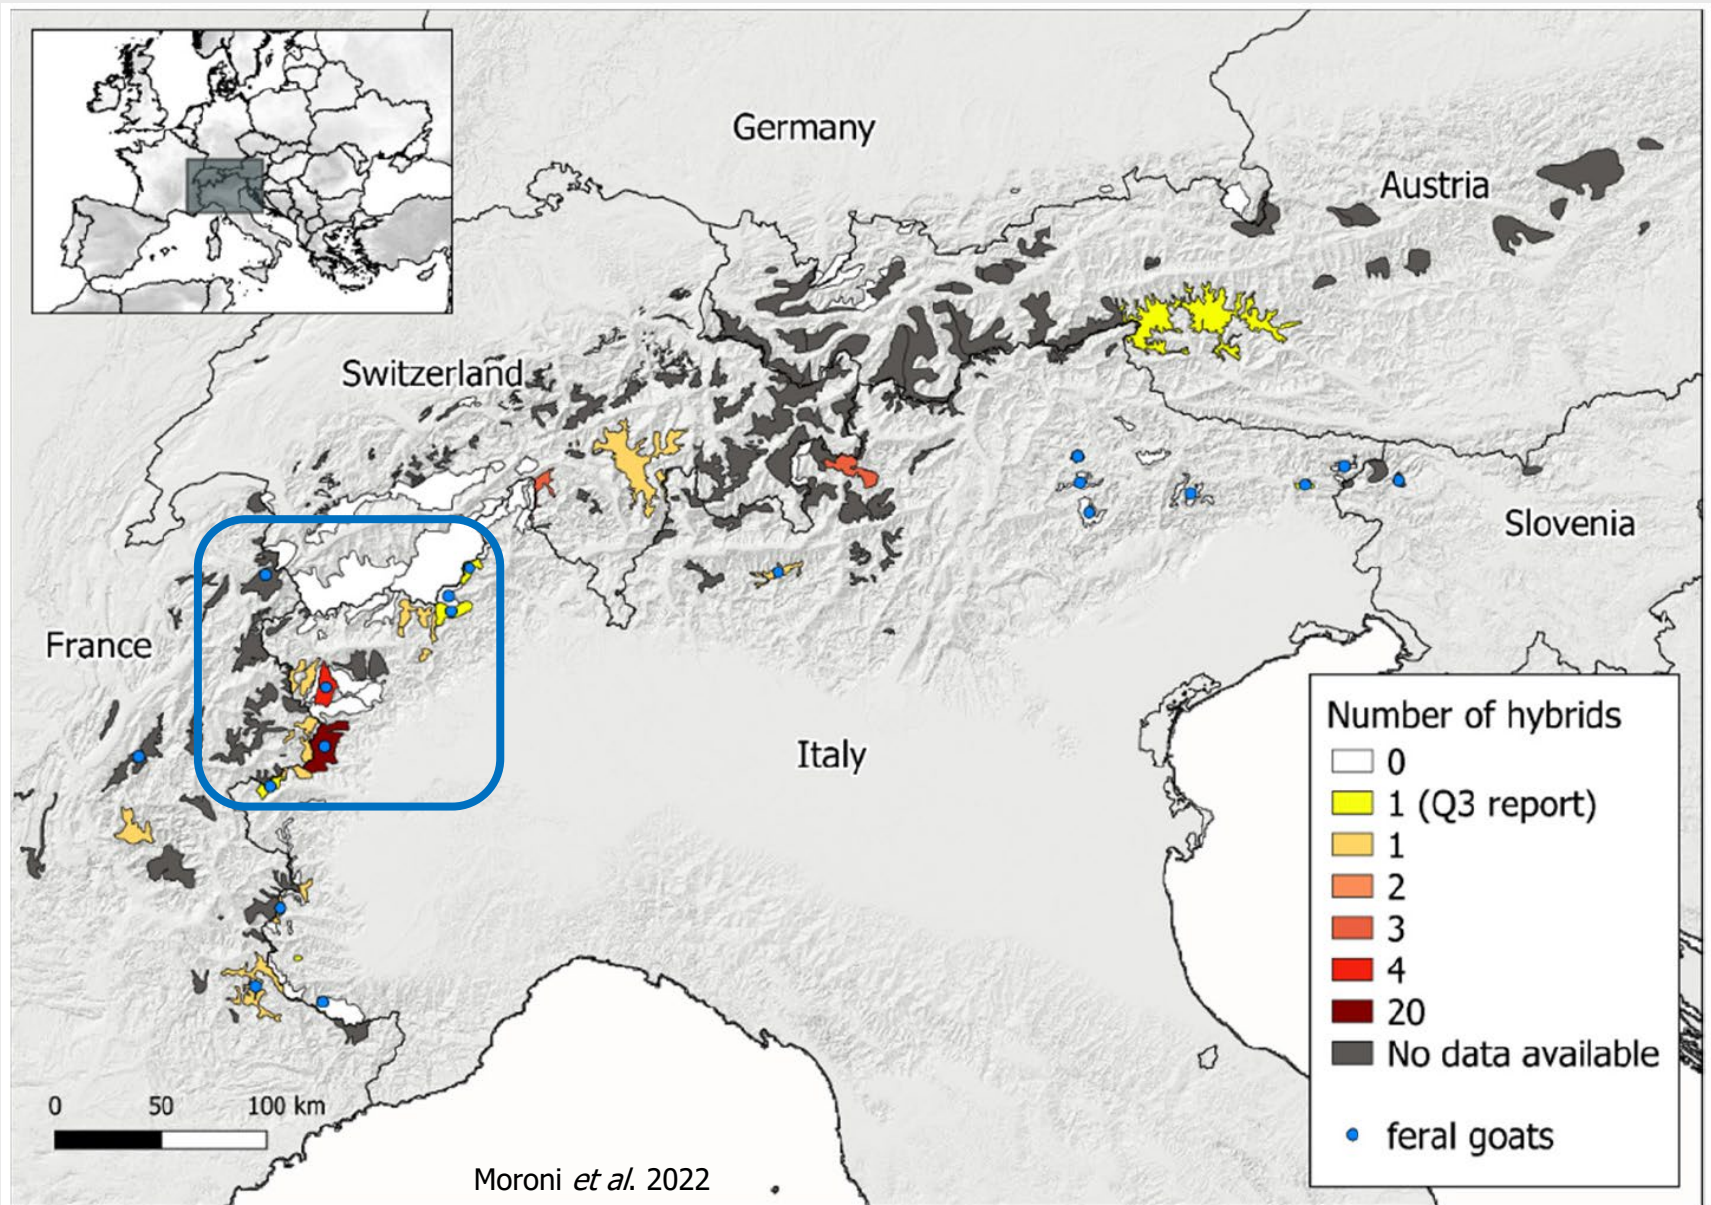 Germany
Austria
Switzerland
Slovenia
France
Italy
Number of hybrids
0
1 (Q3 report)
1
2
3
4
20
No data available
feral goats
0 50 100 km
Moroni et al. 2022